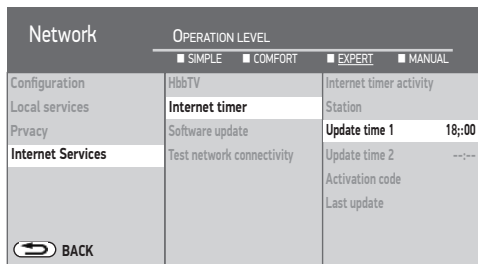 Network
OPERATION LEVEL
SIMPLE COMFORT EXPERT MANUAL
Configuration
Local services
Prvacy
Internet Services
HbbTV
Internet timer
Software update
Test network connectivity
Internet timer activity
Station
Update time 1 18;:00
Update time 2 --:--
Activation code
Last update
BACK